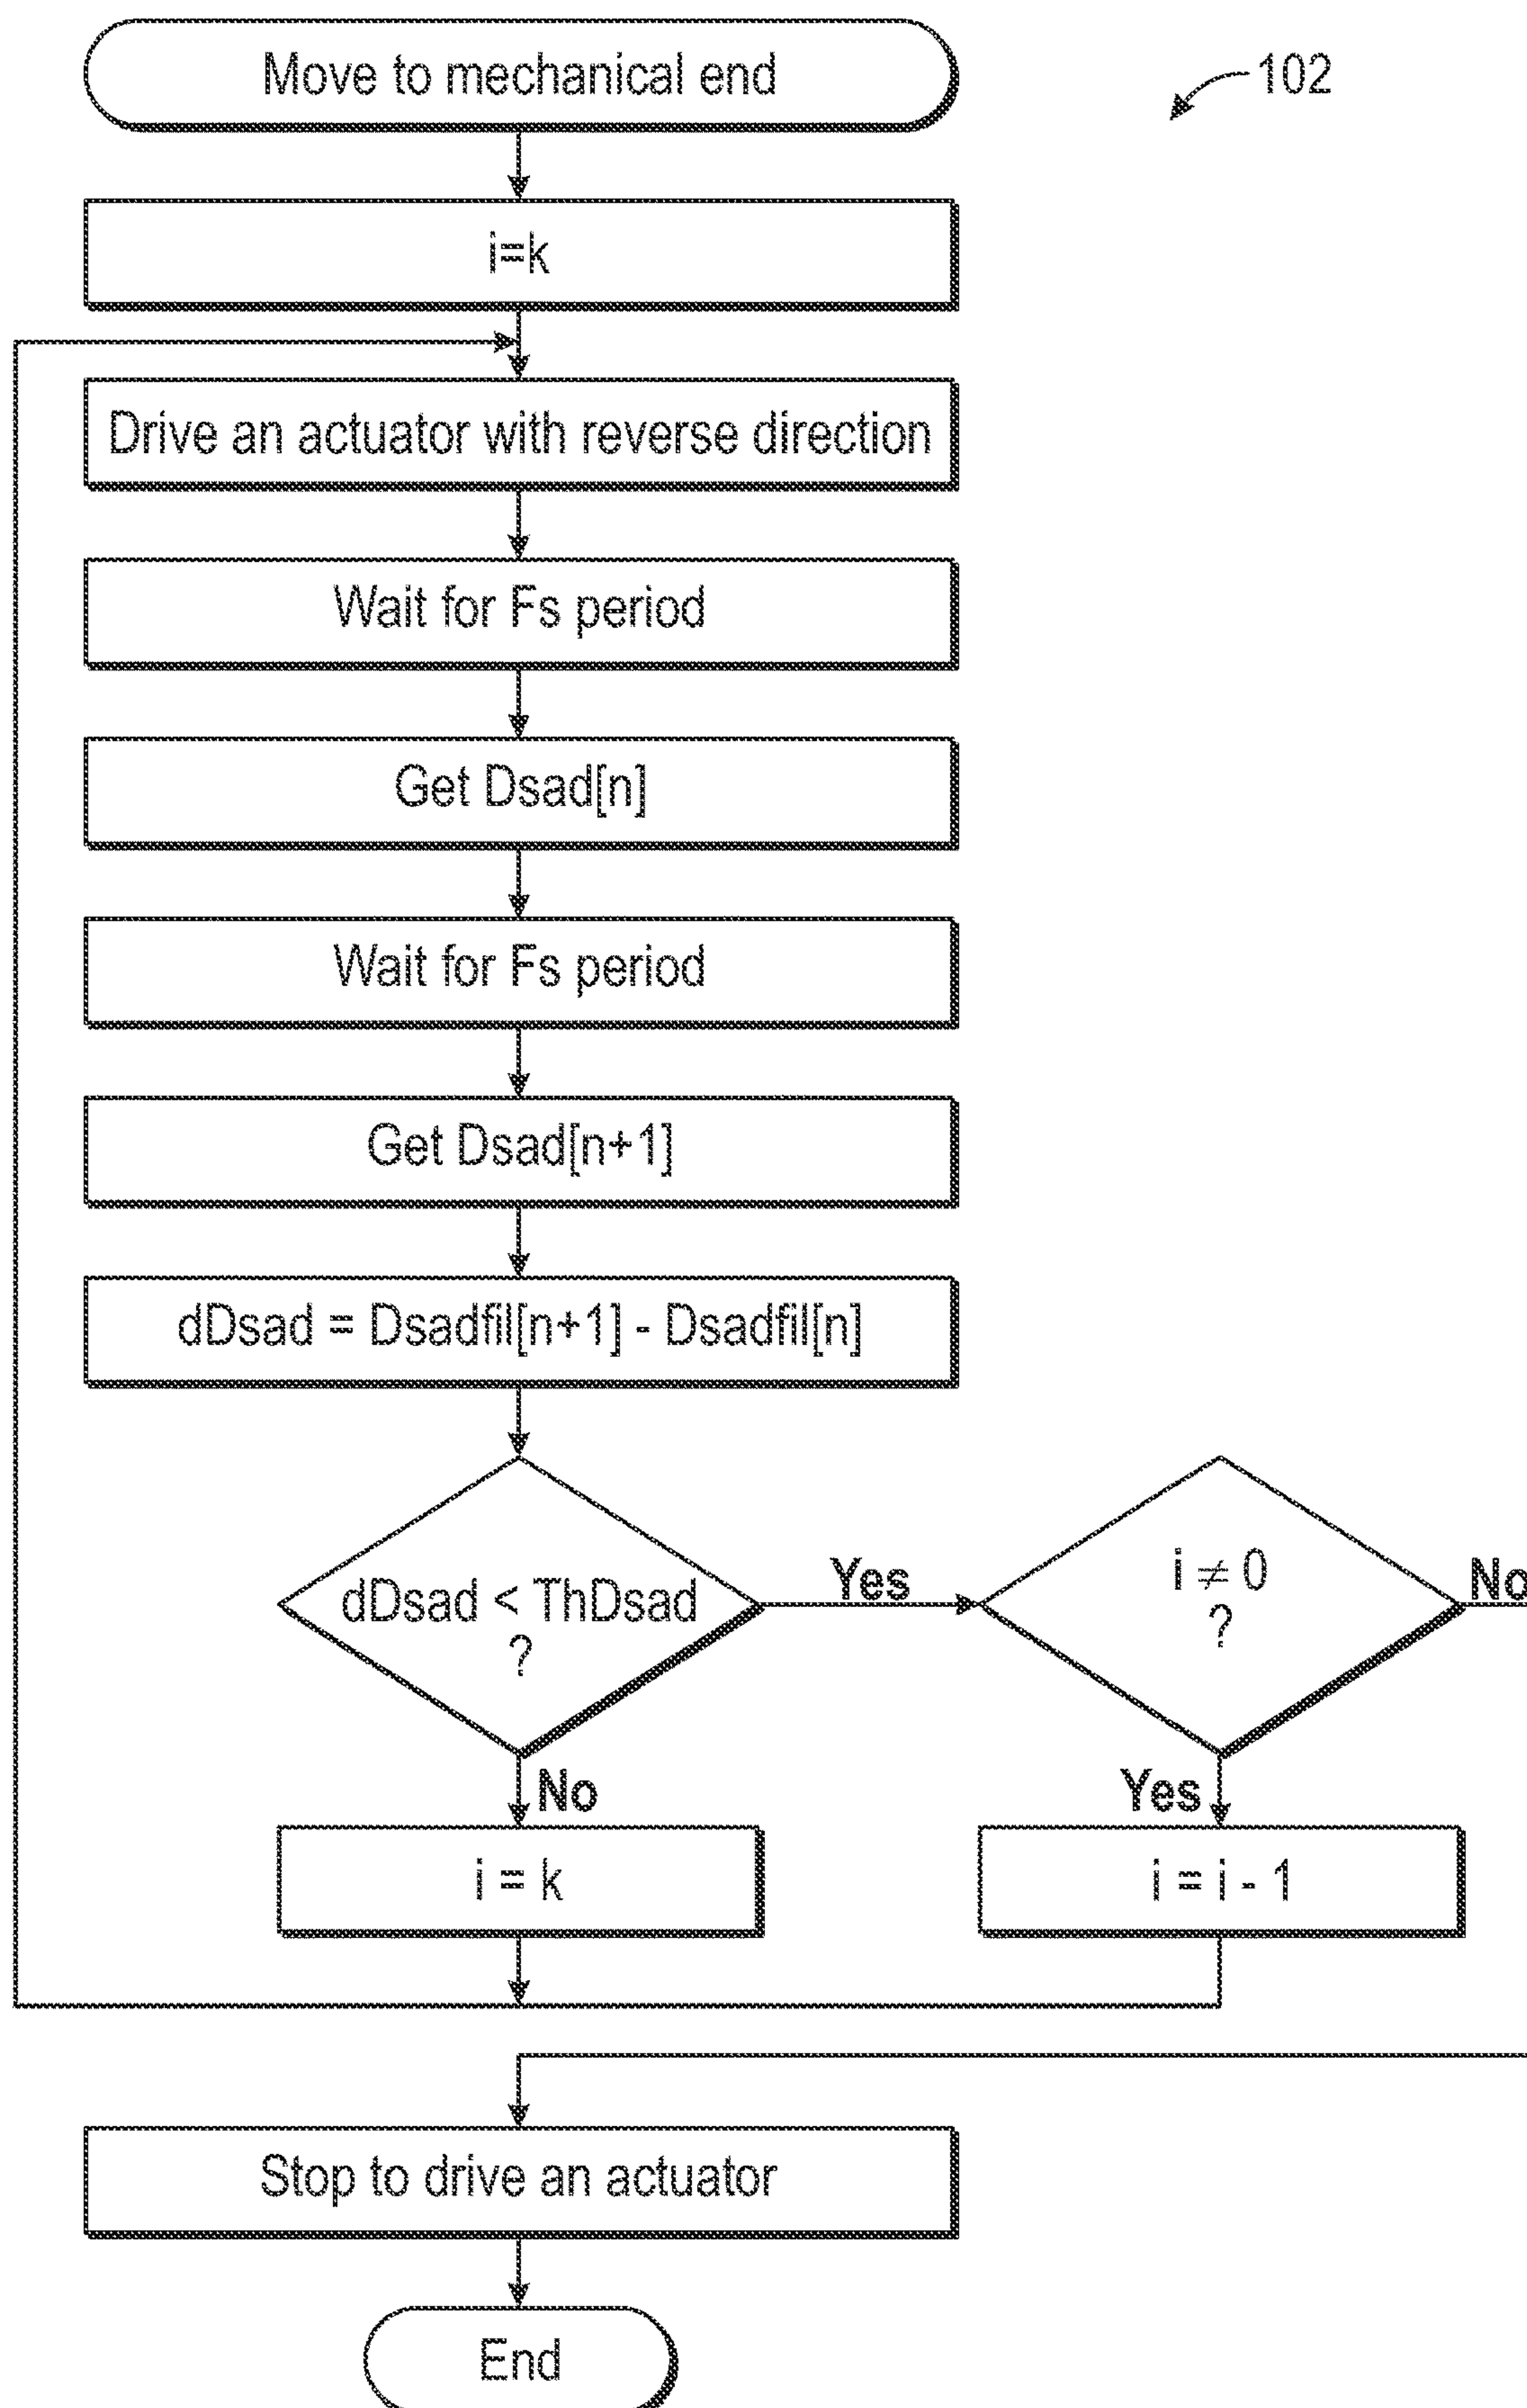 Move to mechanical end
102
i=k
Drive an actuator with reverse direction
Wait for Fs period
Get Dsad[n]
Wait for Fs period
Get Dsad[n+1]
dDsad = Dsadfil[n+1] - Dsadfil[n]
dDsad < ThDsad
?
Yes
i ≠ 0
?
No
No
Yes
i = k
i = i - 1
Stop to drive an actuator
End